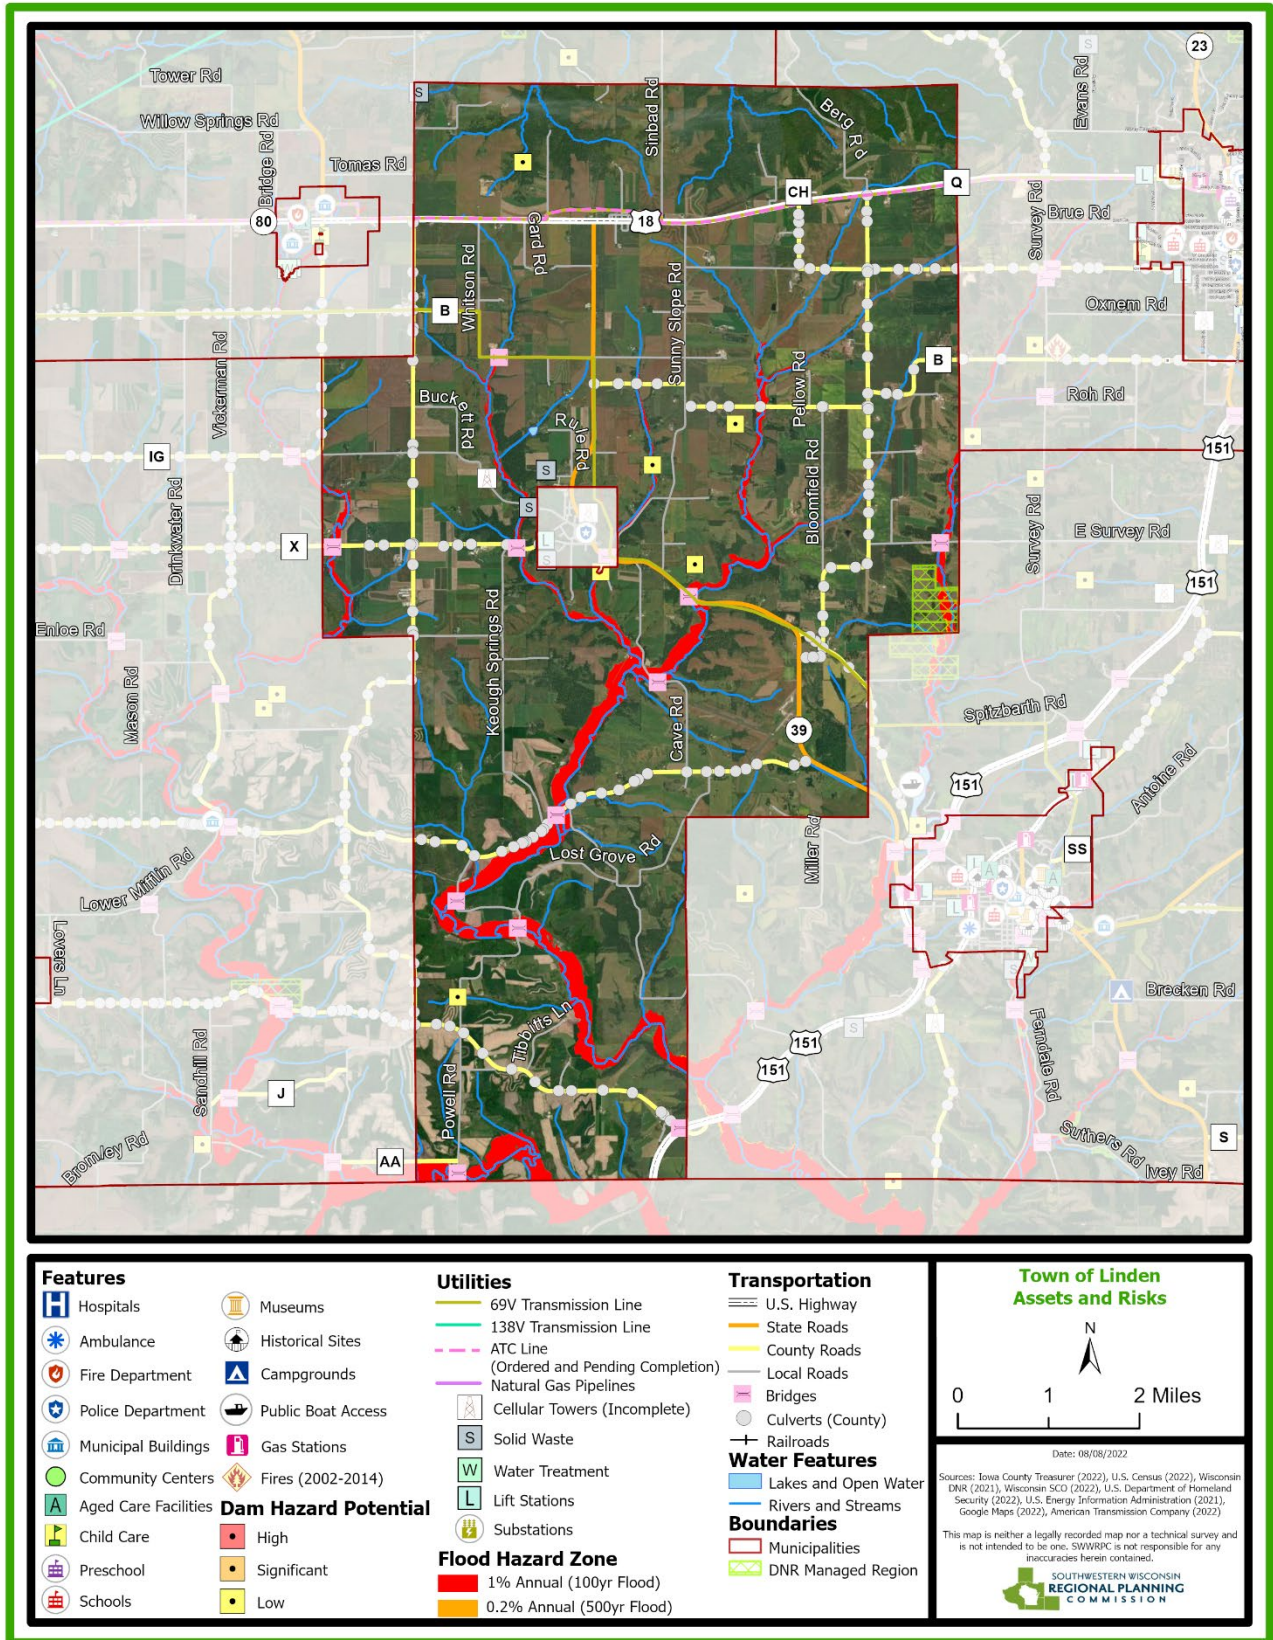 23
Tower Rd
Evans Rd
S
S
Sinbad Rd
Berg Rd
Willow Springs Rd
Bridge Rd
Tomas Rd
L
CH
Q
80
18
Gard Rd
Survey Rd
Brue Rd
W
Whitson Rd
Sunny Slope Rd
Oxnem Rd
B
Vickerman Rd
B
Pellow Rd
Roh Rd
Buckett Rd
Rule Rd
IG
151
Bloomfield Rd
S
Drinkwater Rd
S
Survey Rd
E Survey Rd
X
L
S
151
Keough Springs Rd
Enloe Rd
Mason Rd
Cave Rd
Spitzbarth Rd
39
L
151
Antoine Rd
Miller Rd
SS
Lost Grove Rd
Lower Mifflin Rd
L
A
A
L
L
Lovers Ln
S
Brecken Rd
Tibbitts Ln
S
Ferndale Rd
Sandhill Rd
151
151
J
Powell Rd
Suthers Rd
S
Bromley Rd
AA
Ivey Rd
Features
H Hospitals
Ambulance
Fire Department
Police Department
Municipal Buildings
Community Centers
A Aged Care Facilities
Child Care
Preschool
Schools
Museums
Historical Sites
Campgrounds
Public Boat Access
Gas Stations
Fires (2002-2014)
Dam Hazard Potential
High
Significant
Low
Utilities
69V Transmission Line
138V Transmission Line
ATC Line
(Ordered and Pending Completion)
Natural Gas Pipelines
Cellular Towers (Incomplete)
S Solid Waste
W Water Treatment
L Lift Stations
Substations
Flood Hazard Zone
1% Annual (100yr Flood)
0.2% Annual (500yr Flood)
Transportation
U.S. Highway
State Roads
County Roads
Local Roads
Bridges
Culverts (County)
Railroads
Water Features
Lakes and Open Water
Rivers and Streams
Boundaries
Municipalities
DNR Managed Region
Town of Linden
Assets and Risks
N
0 1 2 Miles
Date: 08/08/2022
Sources: Iowa County Treasurer (2022), U.S. Census (2022), Wisconsin
DNR (2021), Wisconsin SCO (2022), U.S. Department of Homeland
Security (2022), U.S. Energy Information Administration (2021),
Google Maps (2022), American Transmission Company (2022)
This map is neither a legally recorded map nor a technical survey and
is not intended to be one. SWWRPC is not responsible for any
inaccuracies herein contained.
SOUTHWESTERN WISCONSIN
REGIONAL PLANNING
COMMISSION